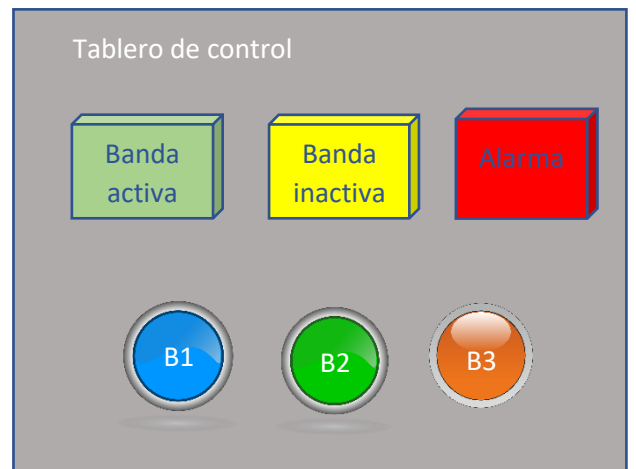 Tablero de control
Banda
activa
Banda
inactiva
Alarma
B1
B2
B3